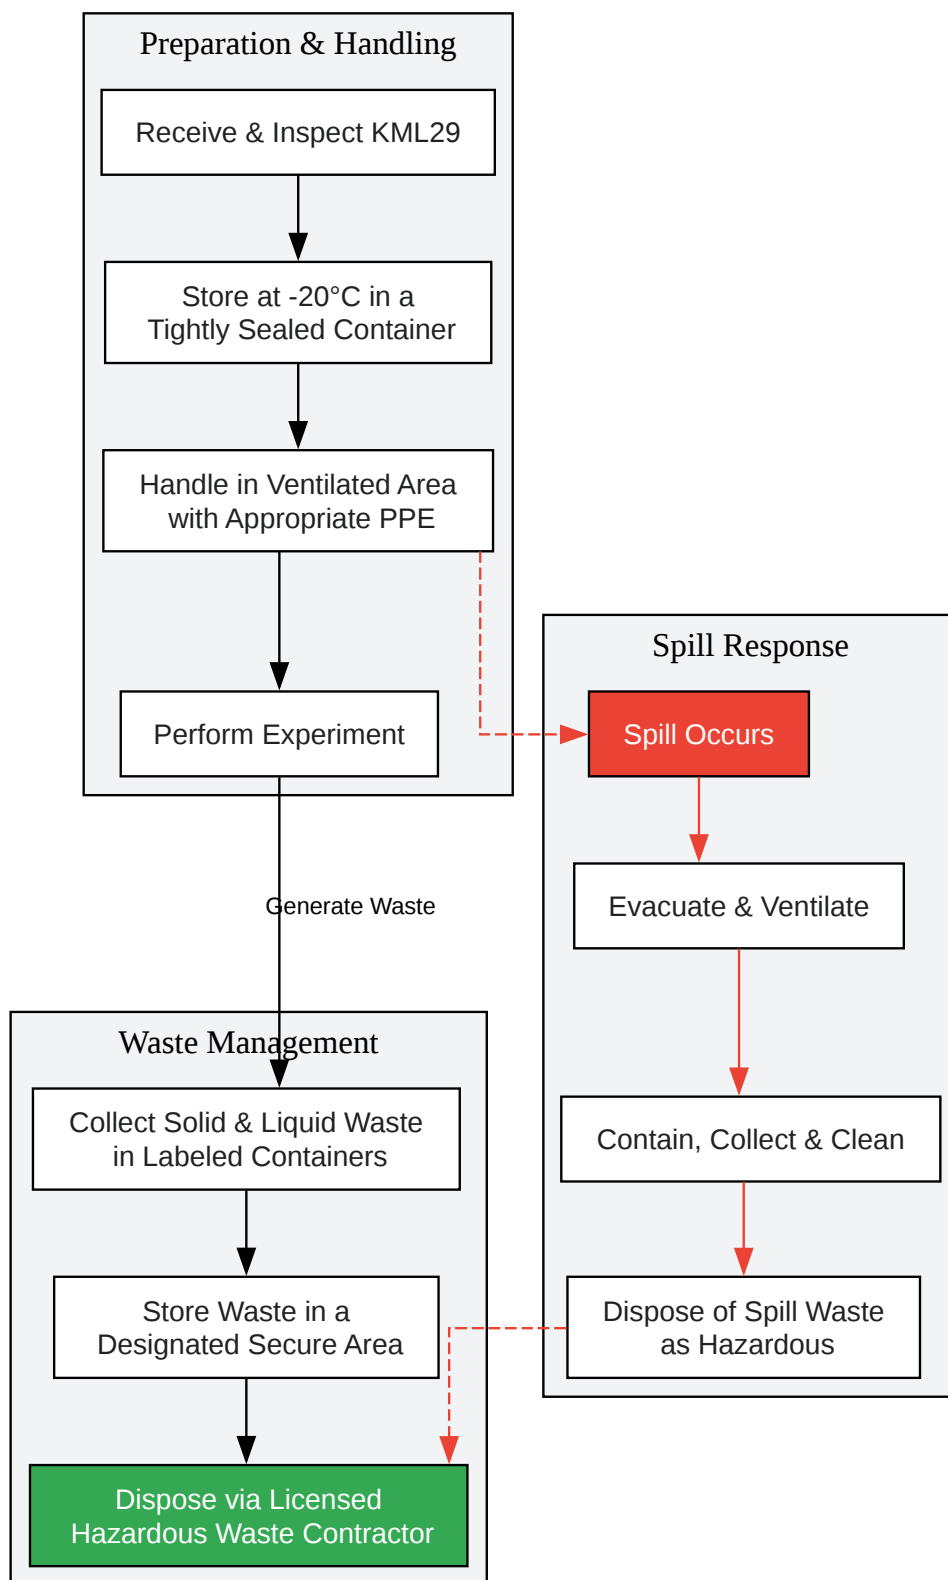 Preparation & Handling
Receive & Inspect KML29
Store at -20°C in a
Tightly Sealed Container
Handle in Ventilated Area
with Appropriate PPE
Perform Experiment
Spill Response
Spill Occurs
Evacuate & Ventilate
Contain, Collect & Clean
Dispose of Spill Waste
as Hazardous
Generate Waste
Waste Management
Collect Solid & Liquid Waste
in Labeled Containers
Store Waste in a
Designated Secure Area
Dispose via Licensed
Hazardous Waste Contractor